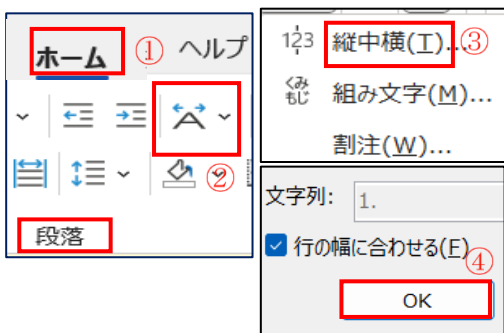 ホーム ① ヘルプ
②
段落
縦中横(T)...③
組み文字(M)...
割注(W)...
文字列: 1.
行の幅に合わせる(F)
④
OK